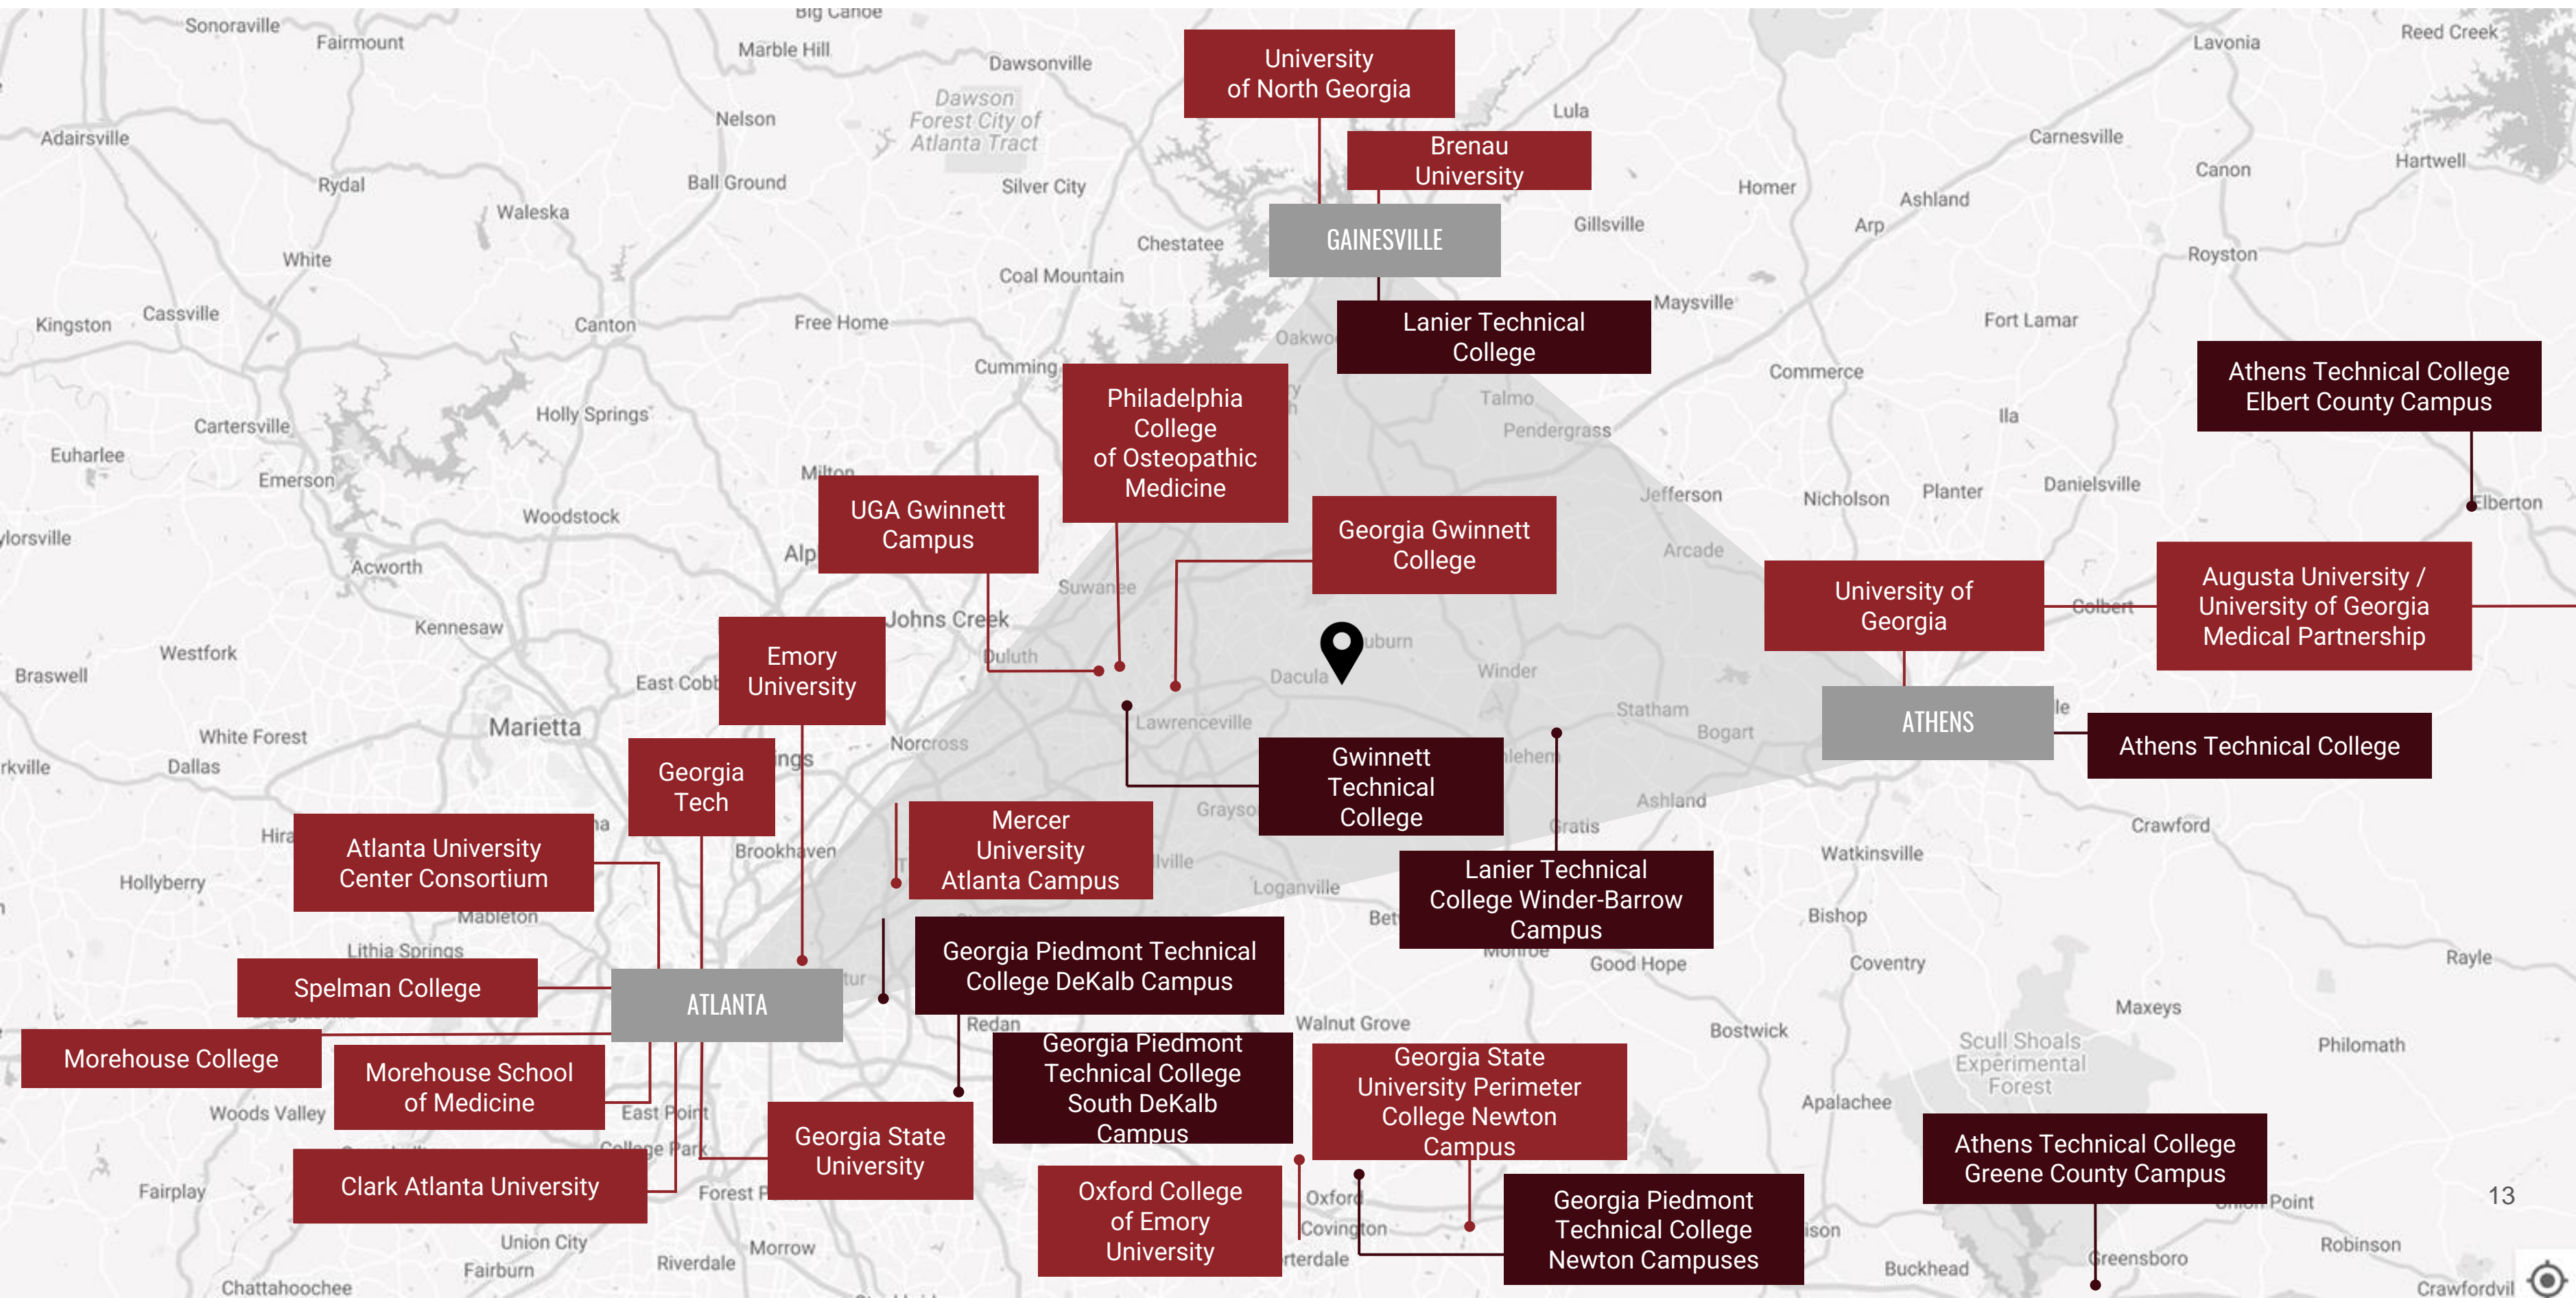 Big Canoe
Sonoraville
Fairmount
Marble Hill
Dawsonville
Lavonia
Reed Creek
University
of North Georgia
Dawson
Forest City of
Atlanta Tract
Nelson
Lula
Adairsville
Carnesville
Brenau
University
Canon
Hartwell
Rydal
Ball Ground
Silver City
Homer
Ashland
Waleska
Gillsville
Arp
GAINESVILLE
Chestatee
White
Royston
Coal Mountain
Kingston
Cassville
Canton
Free Home
Maysville
Fort Lamar
Lanier Technical
College
Cumming
Commerce
Athens Technical College
Elbert County Campus
Philadelphia
College
of Osteopathic
Medicine
Talmo
Ila
Holly Springs
Cartersville
Pendergrass
Euharlee
Emerson
Milton
Jefferson
Nicholson
Planter
Danielsville
Elberton
UGA Gwinnett
Campus
Woodstock
Georgia Gwinnett
College
Arcade
Acworth
Suwanee
University of
Georgia
Colbert
Augusta University /
University of Georgia
Medical Partnership
Johns Creek
Kennesaw
Westfork
Duluth
Emory
University
Braswell
Dacula
Winder
Marietta
White Forest
Lawrenceville
Statham
Bogart
ATHENS
Athens Technical College
Norcross
Dallas
Georgia
Tech
Gwinnett
Technical
College
Ashland
Gratis
Crawford
Mercer
University
Atlanta Campus
Atlanta University
Center Consortium
Brookhaven
Watkinsville
Hollyberry
Loganville
Lanier Technical
College Winder-Barrow
Campus
Mableton
Bishop
Lithia Springs
Georgia Piedmont Technical
College DeKalb Campus
Monroe
Good Hope
Coventry
Rayle
Spelman College
ATLANTA
Maxeys
Redan
Walnut Grove
Bostwick
Scull Shoals
Experimental
Forest
Philomath
Morehouse College
Morehouse School
of Medicine
Georgia Piedmont
Technical College
South DeKalb
Campus
Georgia State
University Perimeter
College Newton
Campus
Woods Valley
East Point
Apalachee
Georgia State
University
College Park
Athens Technical College
Greene County Campus
Clark Atlanta University
Fairplay
Oxford College
of Emory
University
Oxford
Covington
Georgia Piedmont
Technical College
Newton Campuses
Union Point
13
Union City
Morrow
Riverdale
Fairburn
Buckhead
Greensboro
Robinson
Chattahoochee